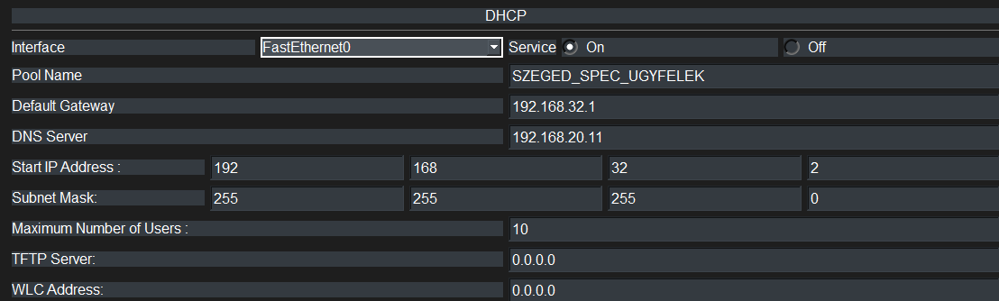 DHCP
Interface FastEthernet0 Service On Off
Pool Name SZEGED_SPEC_UGYFELEK
Default Gateway 192.168.32.1
DNS Server 192.168.20.11
Start IP Address : 192 168 32 2
Subnet Mask: 255 255 255 0
Maximum Number of Users : 10
TFTP Server: 0.0.0.0
WLC Address: 0.0.0.0